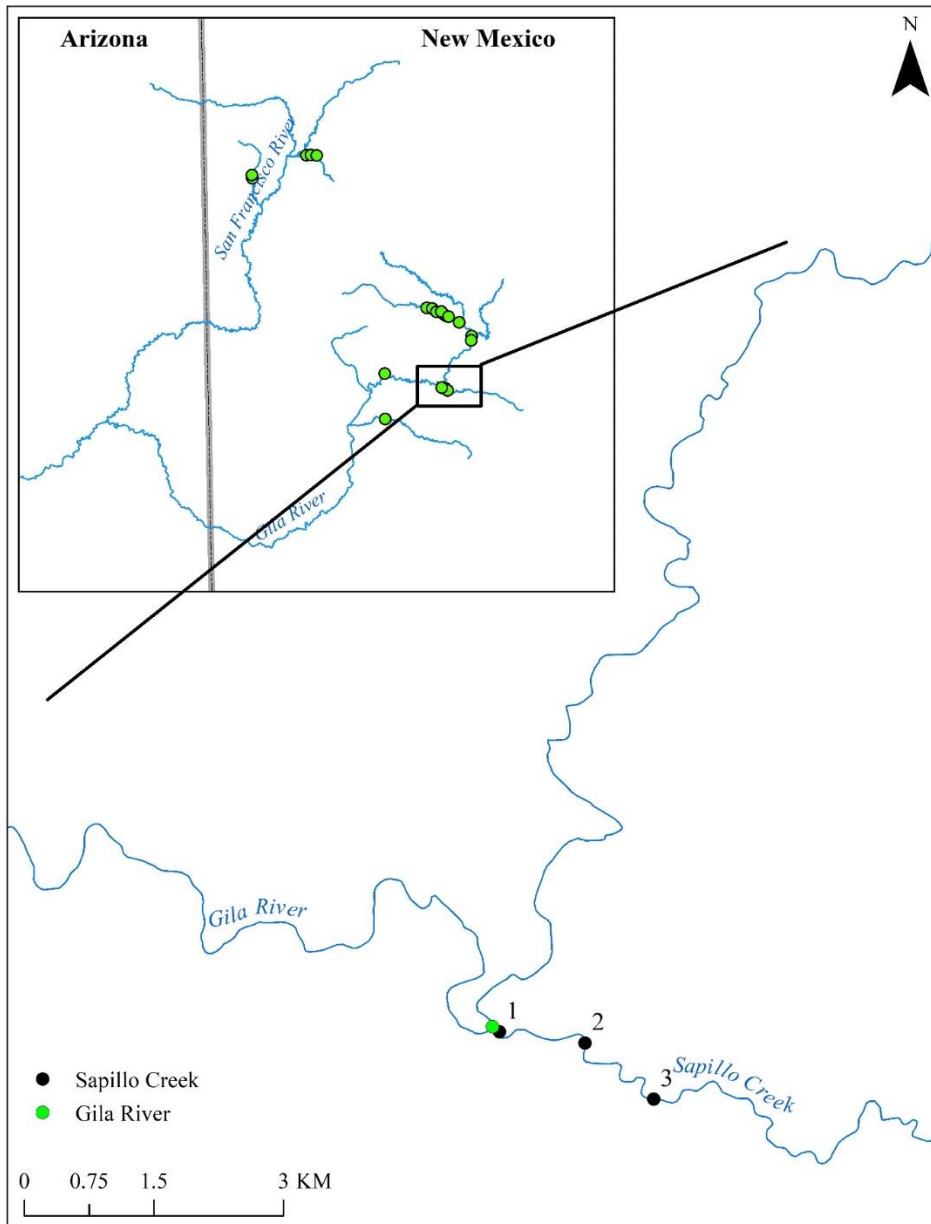 Arizona
New Mexico
N
San Francisco River
Gila River
Gila River
1
2
3
Sapillo Creek
Sapillo Creek
Gila River
0 0.75 1.5 3 KM